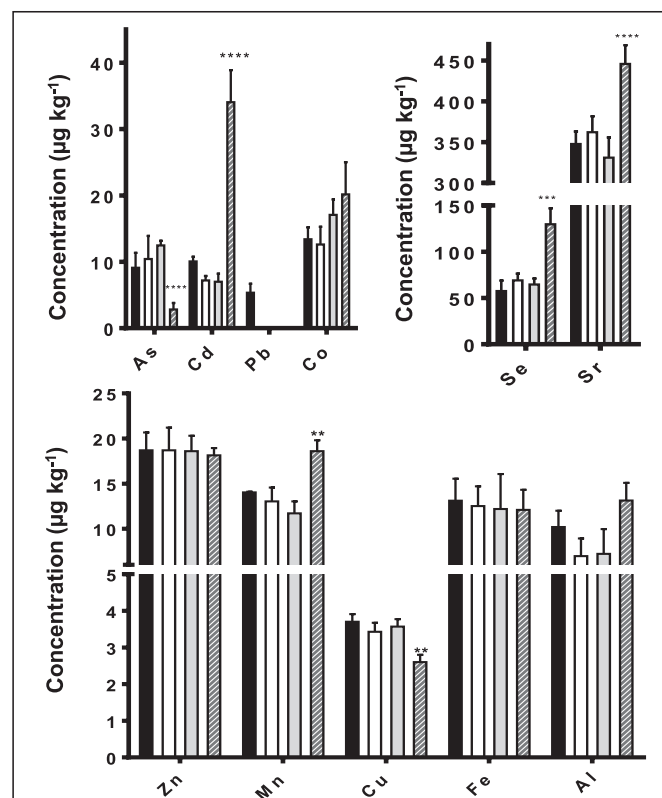 Concentration (µg kg⁻¹)
40
30
20
10
0
****
****
As
Cd
Pb
Co
Concentration (µg kg⁻¹)
450
400
350
300
150
100
50
0
***
****
Se
Sr
Concentration (µg kg⁻¹)
25
20
15
10
5
4
3
2
1
0
**
**
Zn
Mn
Cu
Fe
Al